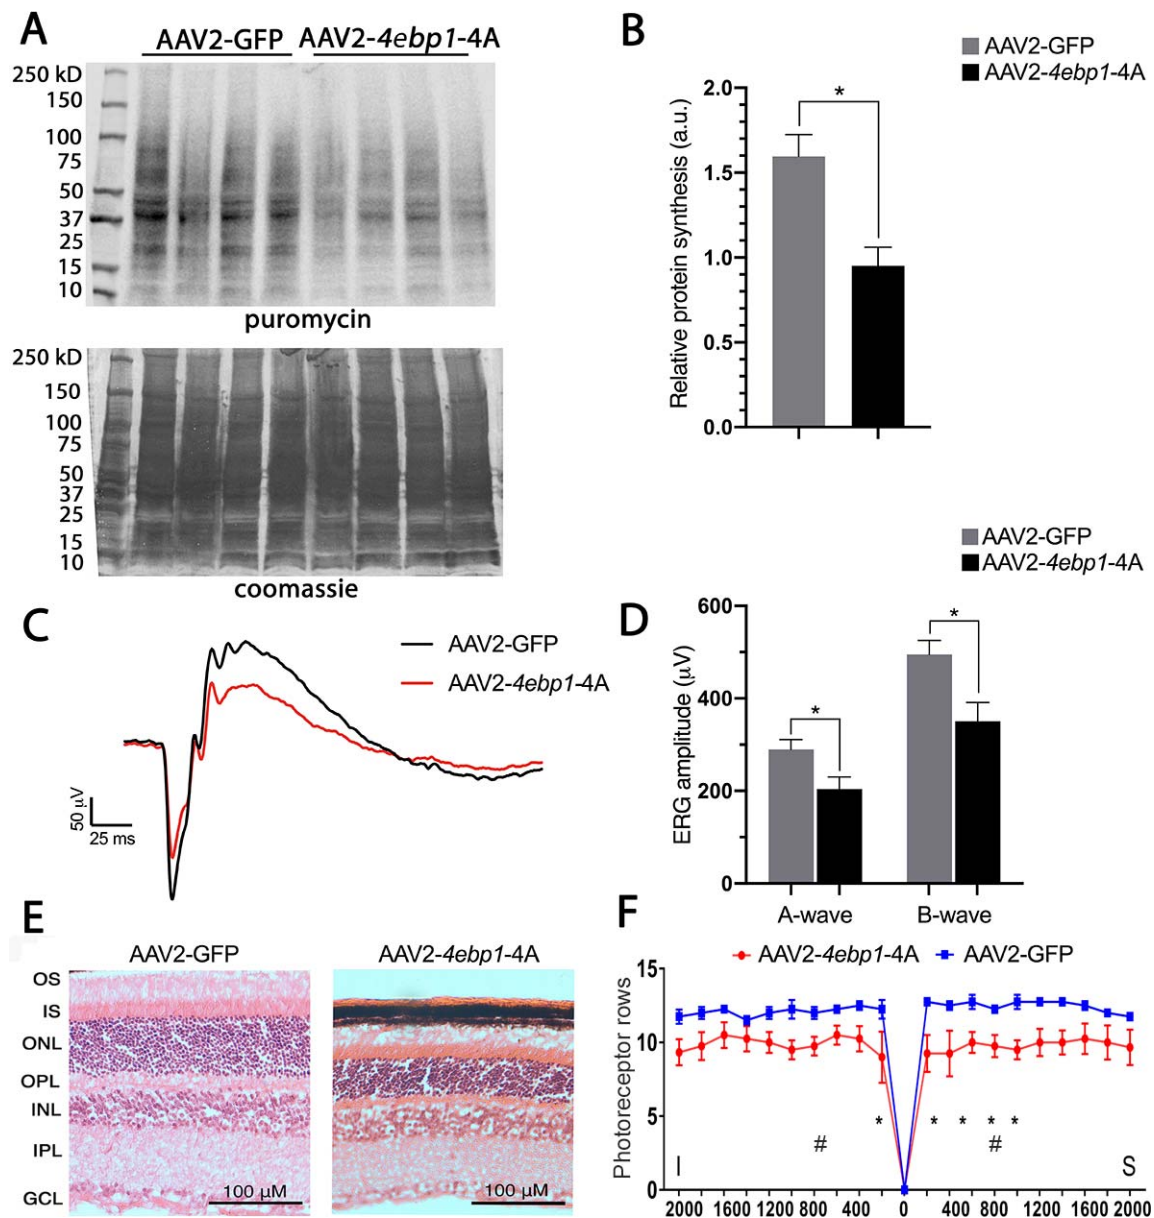 A
AAV2-GFP AAV2-4ebp1-4A
250 kD
150
100
75
50
37
25
15
10
puromycin
250 kD
150
100
75
50
37
25
15
10
coomassie
B
AAV2-GFP
AAV2-4ebp1-4A
Relative protein synthesis (a.u.)
2.0
1.5
1.0
0.5
0.0
*
C
AAV2-GFP
AAV2-4ebp1-4A
50 µV
25 ms
D
AAV2-GFP
AAV2-4ebp1-4A
ERG amplitude (µV)
600
400
200
0
*
*
A-wave B-wave
E
AAV2-GFP AAV2-4ebp1-4A
OS
IS
ONL
OPL
INL
IPL
GCL
100 µM
100 µM
F
AAV2-4ebp1-4A AAV2-GFP
Photoreceptor rows
15
10
5
0
* * * * *
# #
I S
2000 1600 1200 800 400 0 400 800 1200 1600 2000